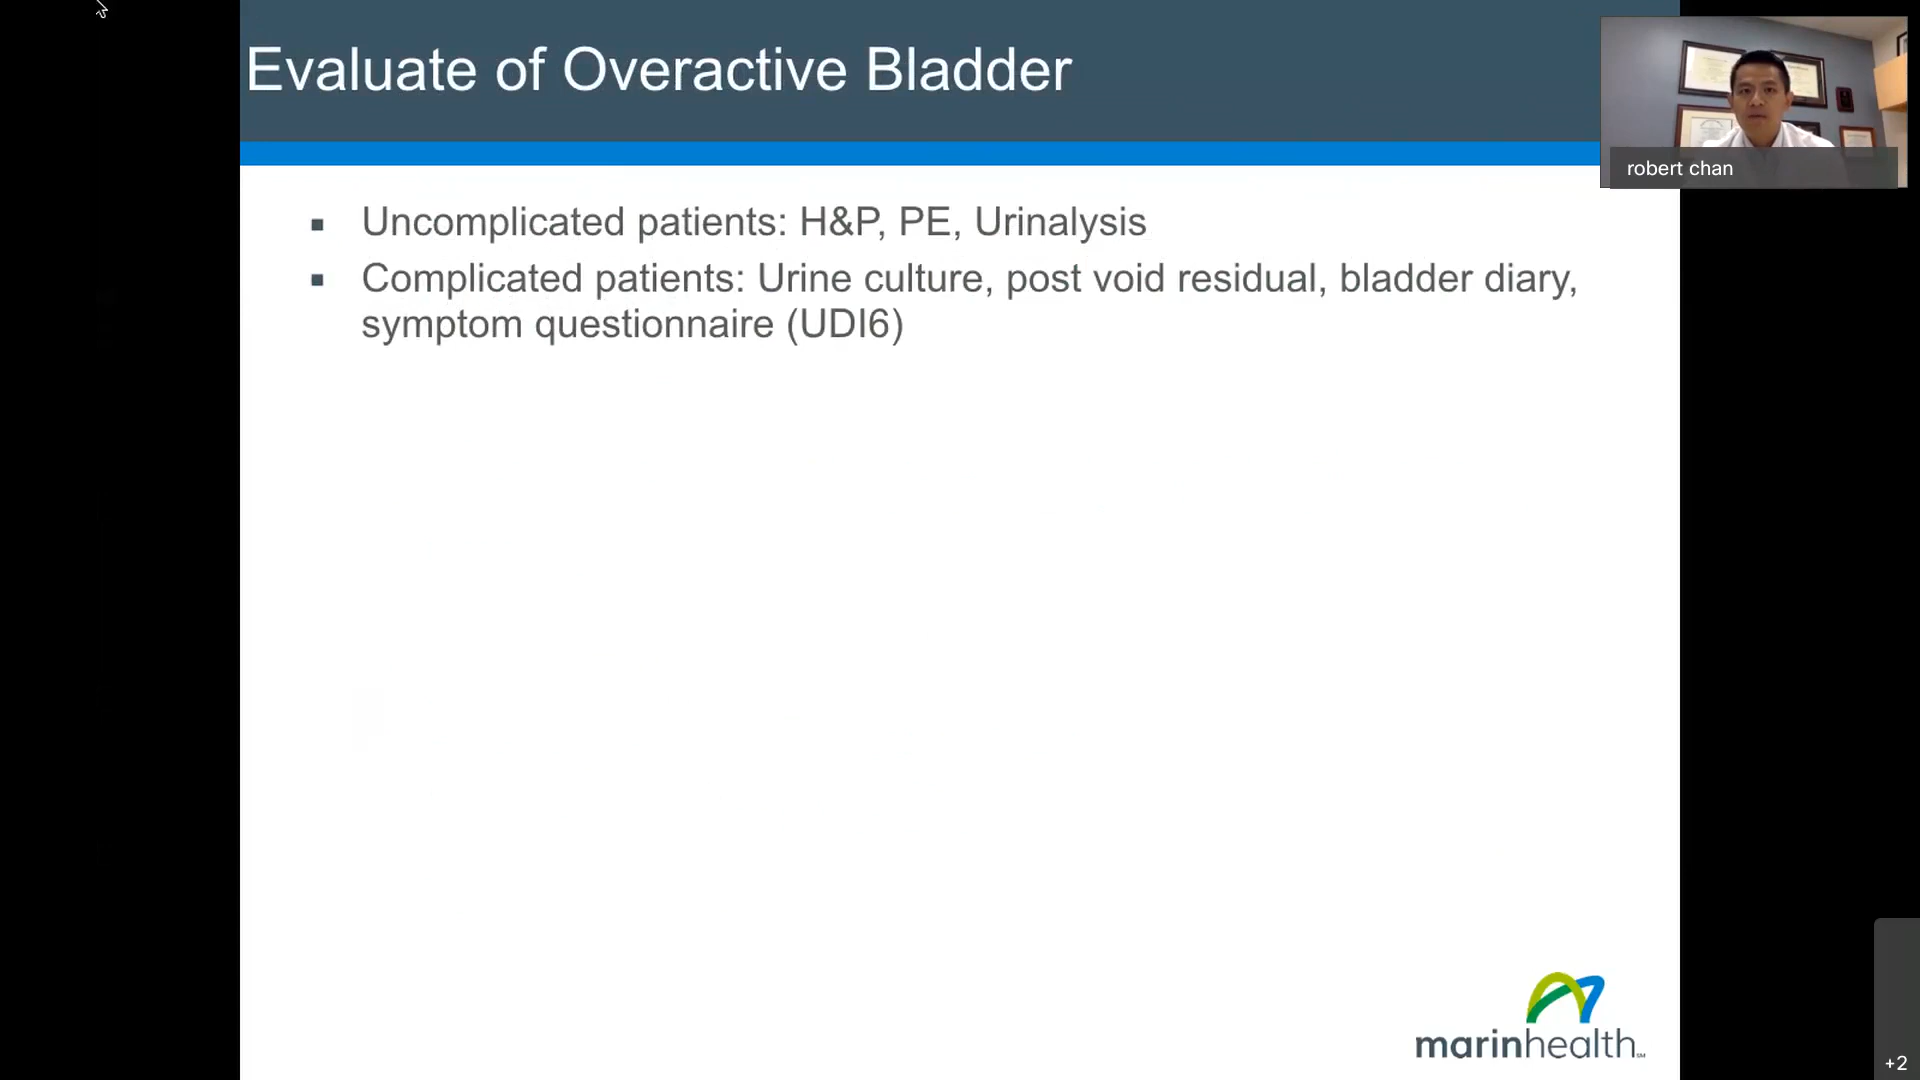 Evaluate of Overactive Bladder
robert chan
▪ Uncomplicated patients: H&P, PE, Urinalysis
▪ Complicated patients: Urine culture, post void residual, bladder diary,
symptom questionnaire (UDI6)
marinhealth℠
+2